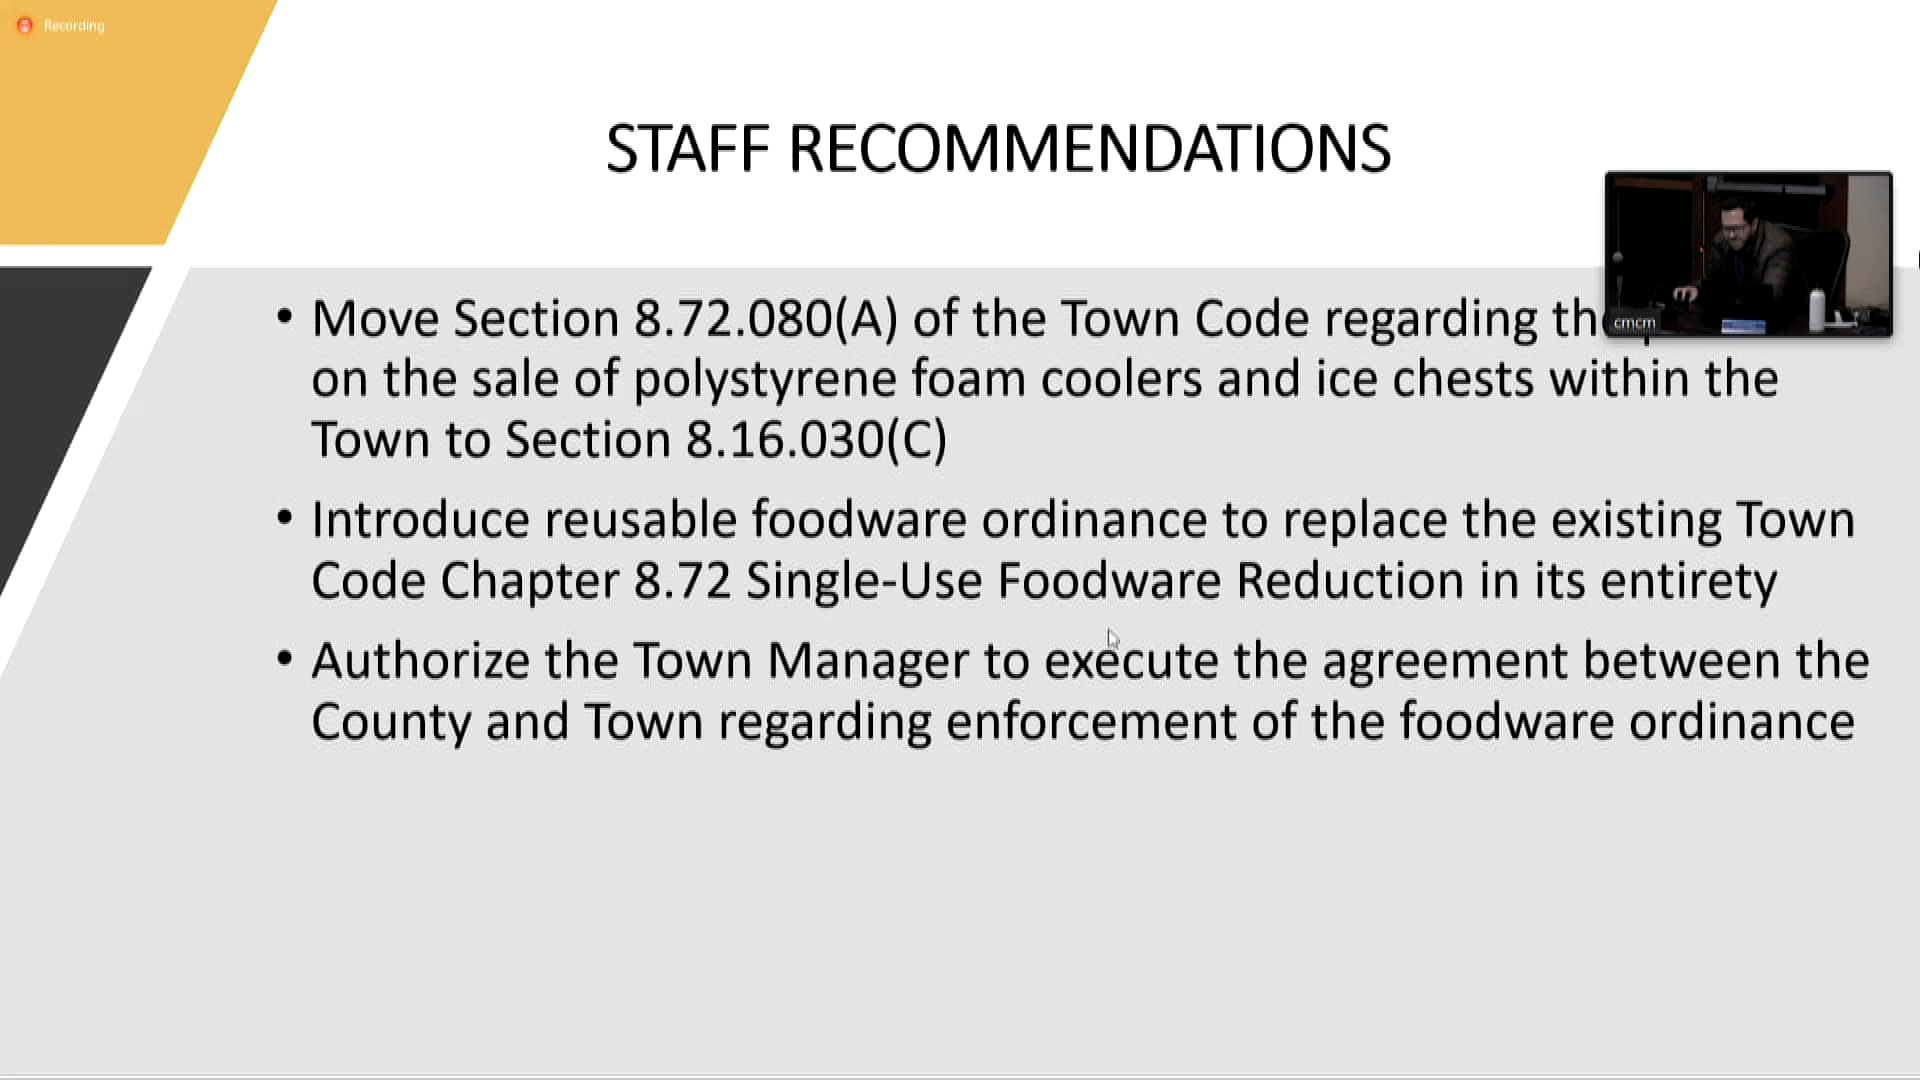 Recording
STAFF RECOMMENDATIONS
• Move Section 8.72.080(A) of the Town Code regarding th
cmcm
on the sale of polystyrene foam coolers and ice chests within the
Town to Section 8.16.030(C)
• Introduce reusable foodware ordinance to replace the existing Town
Code Chapter 8.72 Single-Use Foodware Reduction in its entirety
• Authorize the Town Manager to execute the agreement between the
County and Town regarding enforcement of the foodware ordinance